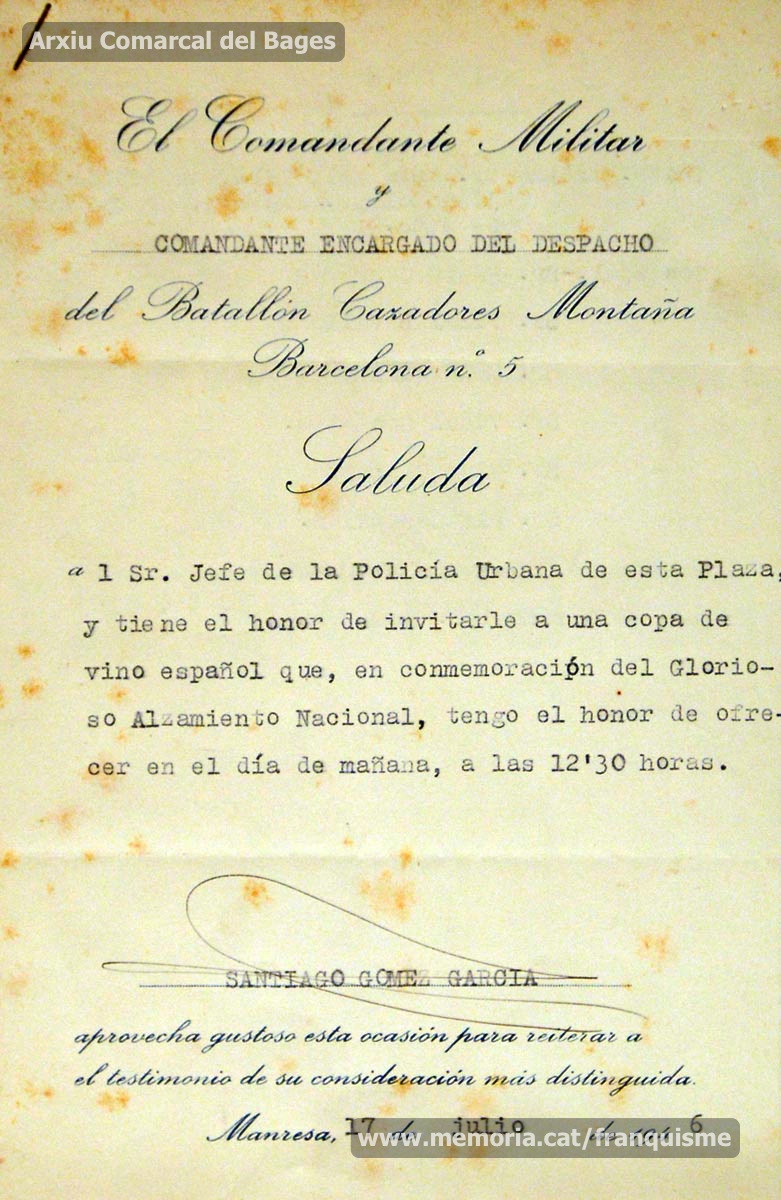 Arxiu Comarcal del Bages
El Comandante Militar
y
COMANDANTE ENCARGADO DEL DESPACHO
del Batallón Cazadores Montaña
Barcelona n.º 5
Saluda
al Sr. Jefe de la Policía Urbana de esta Plaza,
y tiene el honor de invitarle a una copa de
vino español que, en conmemoración del Glorio-
so Alzamiento Nacional, tengo el honor de ofre-
cer en el día de mañana, a las 12'30 horas.
SANTIAGO GOMEZ GARCIA
aprovecha gustoso esta ocasión para reiterar a
el testimonio de su consideración más distinguida.
Manresa, 17 de julio de 194 6
www.memoria.cat/franquisme